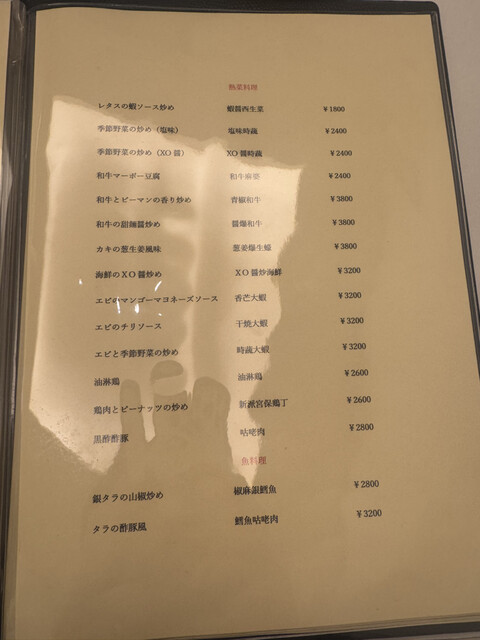 熱菜料理
レタスの蝦ソース炒め 蝦醤西生菜 ￥1800
季節野菜の炒め（塩味） 塩味時蔬 ￥2400
季節野菜の炒め（XO醤） XO醤時蔬 ￥2400
和牛マーボー豆腐 和牛麻婆 ￥2400
和牛とピーマンの香り炒め 青椒和牛 ￥3800
和牛の甜麺醤炒め 醤爆和牛 ￥3800
カキの葱生姜風味 葱姜爆生蠔 ￥3800
海鮮のXO醤炒め XO醤炒海鮮 ￥3200
エビのマンゴーマヨネーズソース 香芒大蝦 ￥3200
エビのチリソース 干焼大蝦 ￥3200
エビと季節野菜の炒め 時蔬大蝦 ￥3200
油淋鶏 油淋鶏 ￥2600
鶏肉とピーナッツの炒め 新派宮保鶏丁 ￥2600
黒酢酢豚 咕咾肉 ￥2800
魚料理
銀タラの山椒炒め 椒麻銀鱈魚 ￥2800
タラの酢豚風 鱈魚咕咾肉 ￥3200